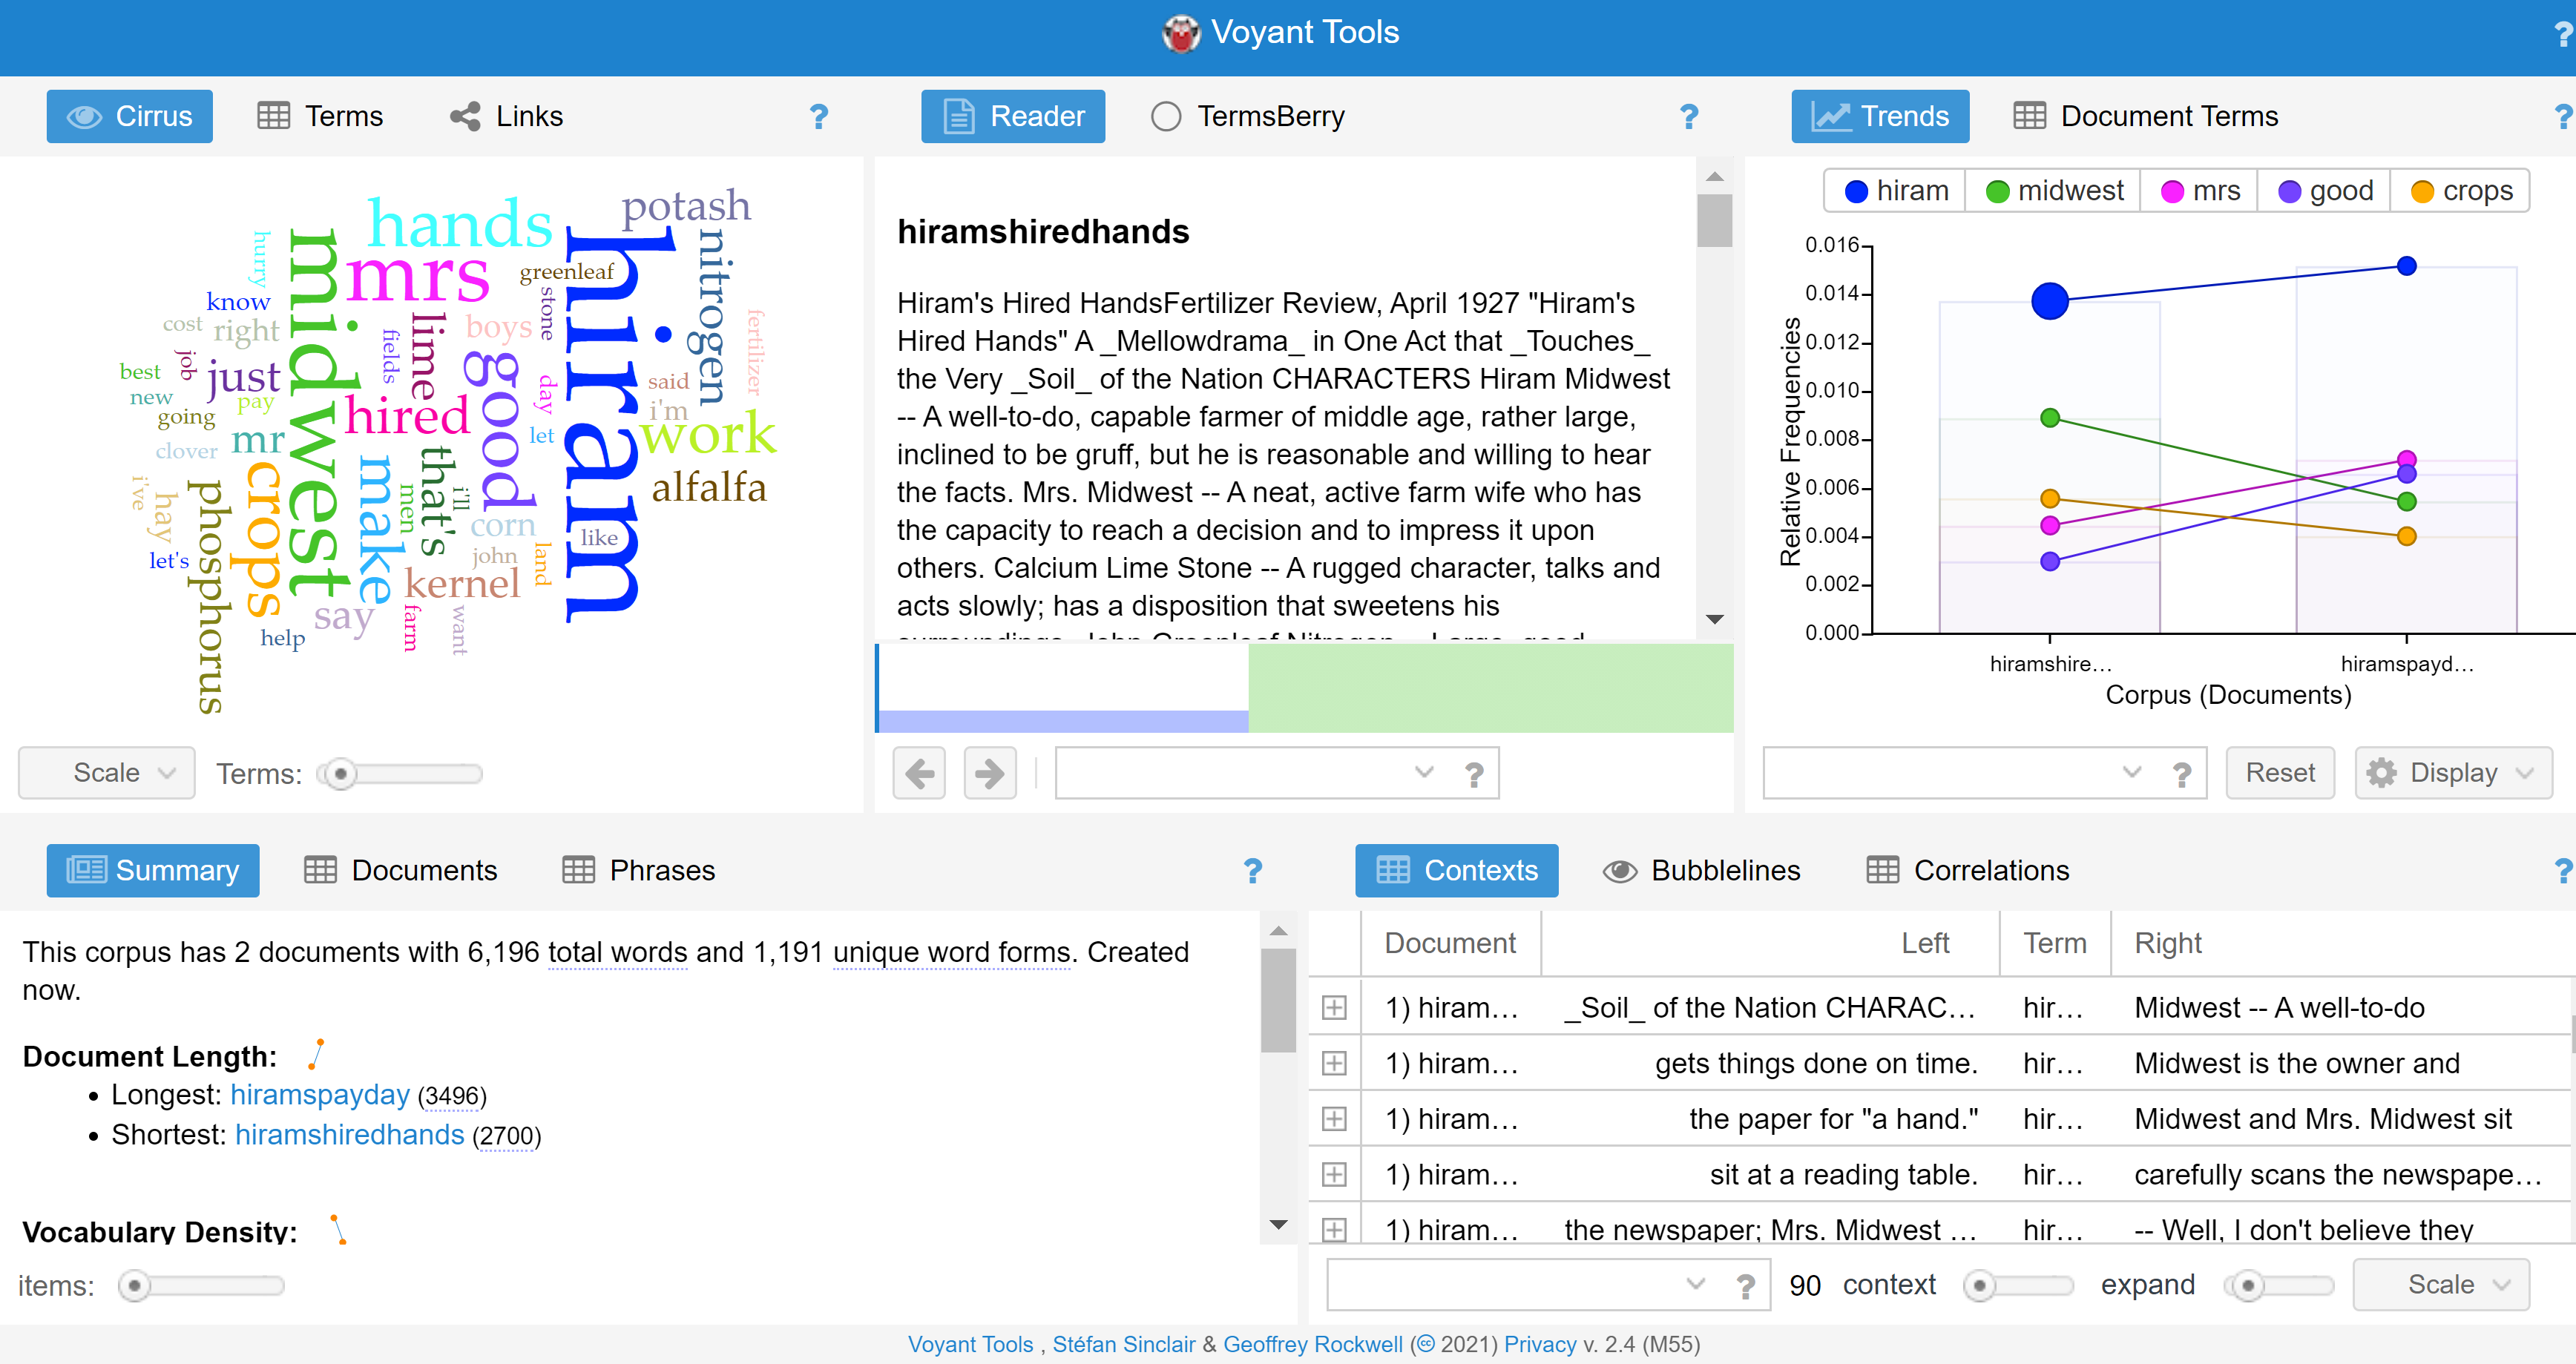 Voyant Tools
?
Cirrus
Terms
Links
?
hands
potash
hurry
midwest
mrs
greenleaf
hiram
nitrogen
know
stone
cost
right
fields
lime
boys
fertilizer
best
job
just
good
day
said
new
pay
hired
i'm
going
mr
let
work
clover
crops
make
that's
i'll
alfalfa
i've
hay
phosphorus
men
corn
like
let's
john
land
kernel
say
farm
want
help
Scale
Terms:
Reader
TermsBerry
?
hiramshiredhands
Hiram's Hired HandsFertilizer Review, April 1927 "Hiram's
Hired Hands" A _Mellowdrama_ in One Act that _Touches_
the Very _Soil_ of the Nation CHARACTERS Hiram Midwest
-- A well-to-do, capable farmer of middle age, rather large,
inclined to be gruff, but he is reasonable and willing to hear
the facts. Mrs. Midwest -- A neat, active farm wife who has
the capacity to reach a decision and to impress it upon
others. Calcium Lime Stone -- A rugged character, talks and
acts slowly; has a disposition that sweetens his
surroundings. John Greenleaf Nitrogen -- Large, good
?
Trends
Document Terms
?
hiram midwest mrs good crops
Relative Frequencies
0.016
0.014
0.012
0.010
0.008
0.006
0.004
0.002
0.000
hiramshire…
hiramspayd…
Corpus (Documents)
?
Reset
Display
Summary
Documents
Phrases
?
This corpus has 2 documents with 6,196 total words and 1,191 unique word forms. Created
now.
Document Length:
• Longest: hiramspayday (3496)
• Shortest: hiramshiredhands (2700)
Vocabulary Density:
items:
Contexts
Bubblelines
Correlations
?
Document Left Term Right
1) hiram… _Soil_ of the Nation CHARAC… hir… Midwest -- A well-to-do
1) hiram… gets things done on time. hir… Midwest is the owner and
1) hiram… the paper for "a hand." hir… Midwest and Mrs. Midwest sit
1) hiram… sit at a reading table. hir… carefully scans the newspape…
1) hiram… the newspaper; Mrs. Midwest … hir… -- Well, I don't believe they
? 90 context expand Scale
Voyant Tools , Stéfan Sinclair & Geoffrey Rockwell (🅭 2021) Privacy v. 2.4 (M55)